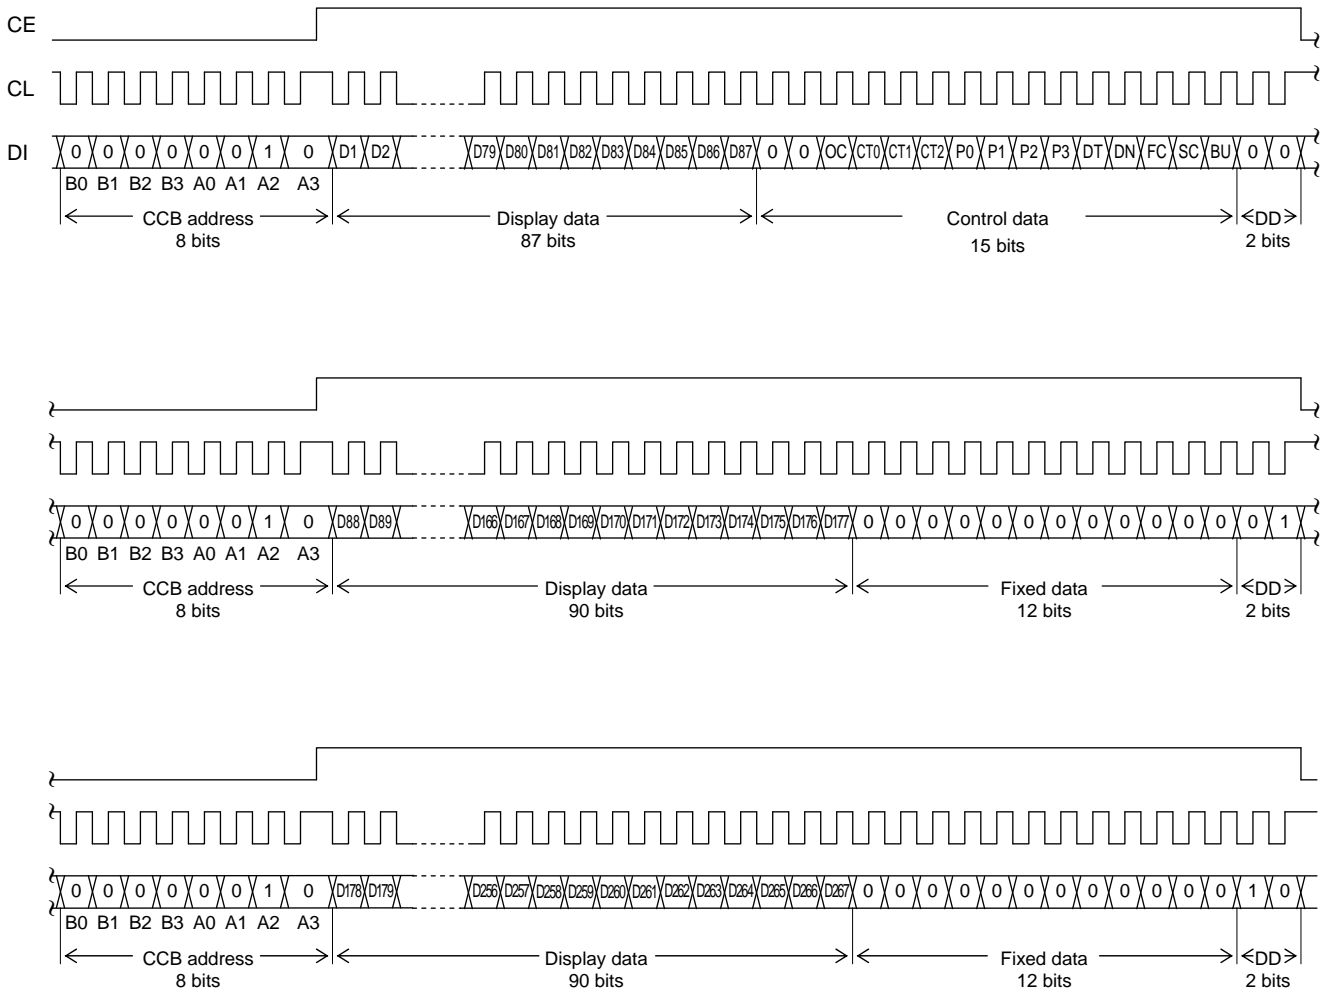 CE
CL
DI 0 0 0 0 0 0 1 0 D1 D2 D79 D80 D81 D82 D83 D84 D85 D86 D87 0 0 OC CT0 CT1 CT2 P0 P1 P2 P3 DT DN FC SC BU 0 0
B0 B1 B2 B3 A0 A1 A2 A3
CCB address Display data Control data DD
8 bits 87 bits 15 bits 2 bits
0 0 0 0 0 0 1 0 D88 D89 D166 D167 D168 D169 D170 D171 D172 D173 D174 D175 D176 D177 0 0 0 0 0 0 0 0 0 0 0 0 0 1
B0 B1 B2 B3 A0 A1 A2 A3
CCB address Display data Fixed data DD
8 bits 90 bits 12 bits 2 bits
0 0 0 0 0 0 1 0 D178 D179 D256 D257 D258 D259 D260 D261 D262 D263 D264 D265 D266 D267 0 0 0 0 0 0 0 0 0 0 0 0 1 0
B0 B1 B2 B3 A0 A1 A2 A3
CCB address Display data Fixed data DD
8 bits 90 bits 12 bits 2 bits